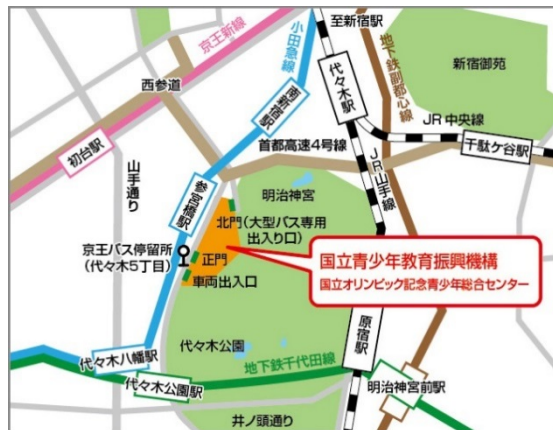 至新宿駅
京王新線
小田急線
地下鉄副都心線
新宿御苑
代々木駅
西参道
南新宿駅
JR中央線
千駄ケ谷駅
首都高速4号線
初台駅
山手通り
JR山手線
参宮橋駅
明治神宮
北門(大型バス専用
出入り口)
京王バス停留所
(代々木5丁目)
正門
車両出入口
国立青少年教育振興機構
国立オリンピック記念青少年総合センター
代々木公園
原宿駅
代々木八幡駅
地下鉄千代田線
代々木公園駅
明治神宮前駅
井ノ頭通り